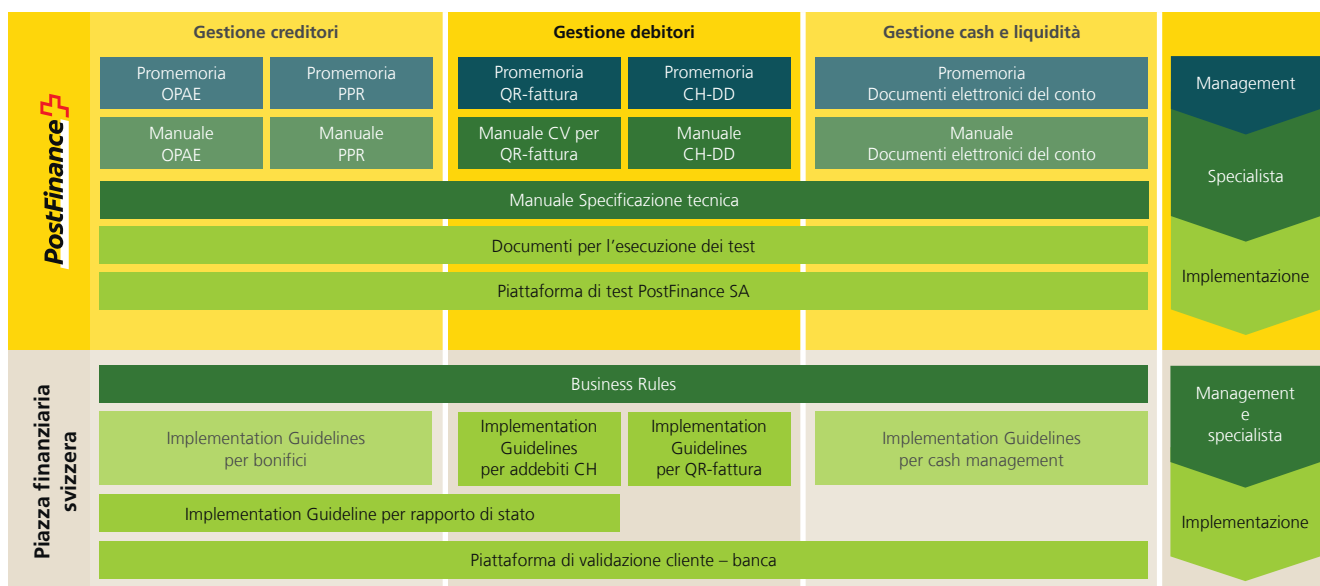 Gestione creditori
Gestione debitori
Gestione cash e liquidità
PostFinance
Promemoria
OPAE
Promemoria
PPR
Promemoria
QR-fattura
Promemoria
CH-DD
Promemoria
Documenti elettronici del conto
Management
Manuale
OPAE
Manuale
PPR
Manuale CV per
QR-fattura
Manuale
CH-DD
Manuale
Documenti elettronici del conto
Specialista
Manuale Specificazione tecnica
Documenti per l'esecuzione dei test
Implementazione
Piattaforma di test PostFinance SA
Piazza finanziaria
svizzera
Business Rules
Management
e
specialista
Implementation Guidelines
per bonifici
Implementation
Guidelines
per addebiti CH
Implementation
Guidelines
per QR-fattura
Implementation Guidelines
per cash management
Implementation Guideline per rapporto di stato
Implementazione
Piattaforma di validazione cliente – banca